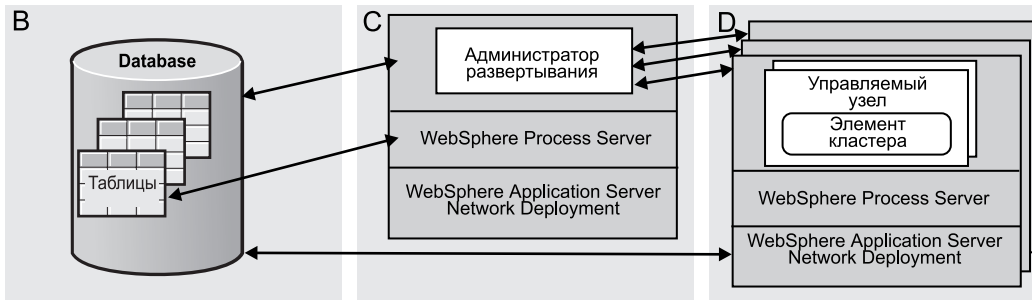 B
Database
Таблицы
C
Администратор
развертывания
WebSphere Process Server
WebSphere Application Server
Network Deployment
D
Управляемый
узел
Элемент
кластера
WebSphere Process Server
WebSphere Application Server
Network Deployment